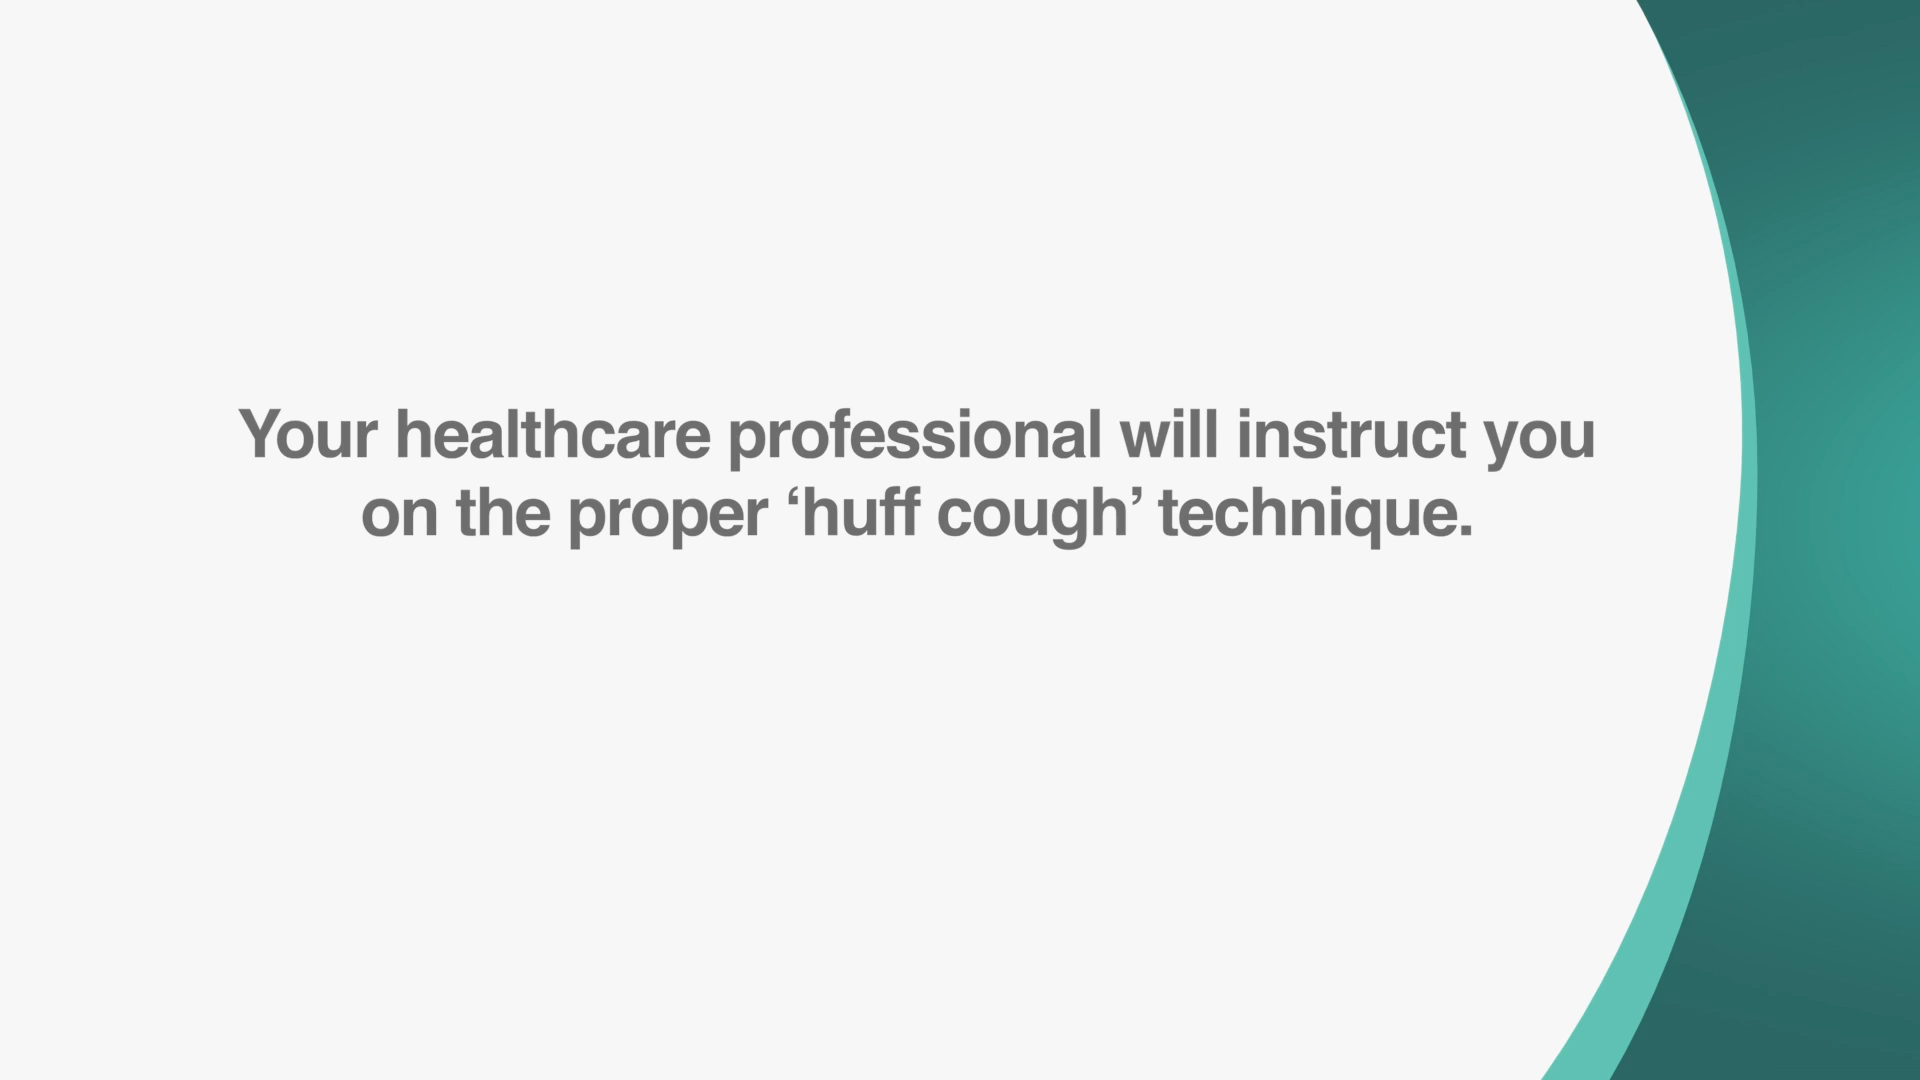 Your healthcare professional will instruct you
on the proper ‘huff cough’ technique.